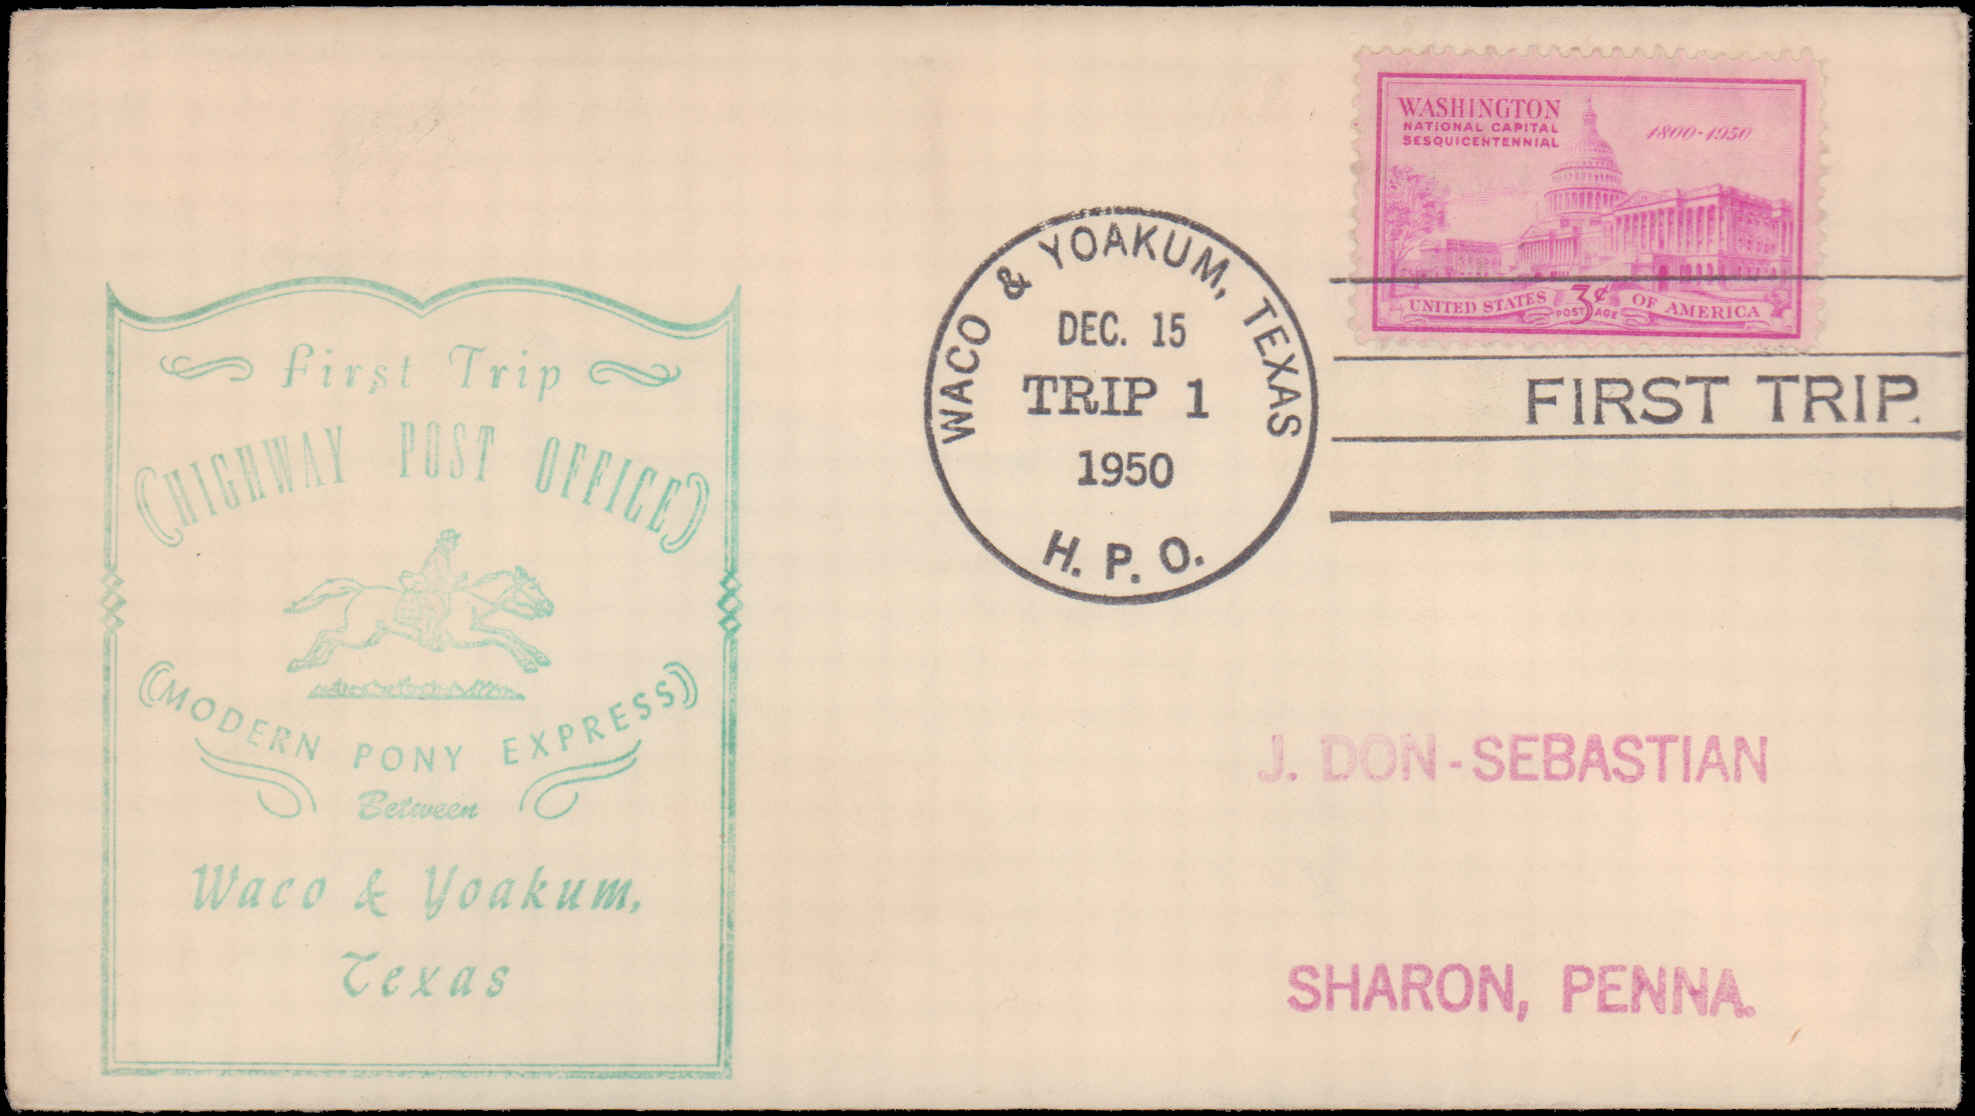 WASHINGTON
NATIONAL CAPITAL
SESQUICENTENNIAL
1800-1950
UNITED STATES 3¢ OF AMERICA
POSTAGE
WACO & YOAKUM, TEXAS
DEC. 15
TRIP 1
1950
H. P. O.
FIRST TRIP.
First Trip
HIGHWAY POST OFFICE
MODERN PONY EXPRESS
Between
Waco & Yoakum,
Texas
J. DON-SEBASTIAN
SHARON, PENNA.